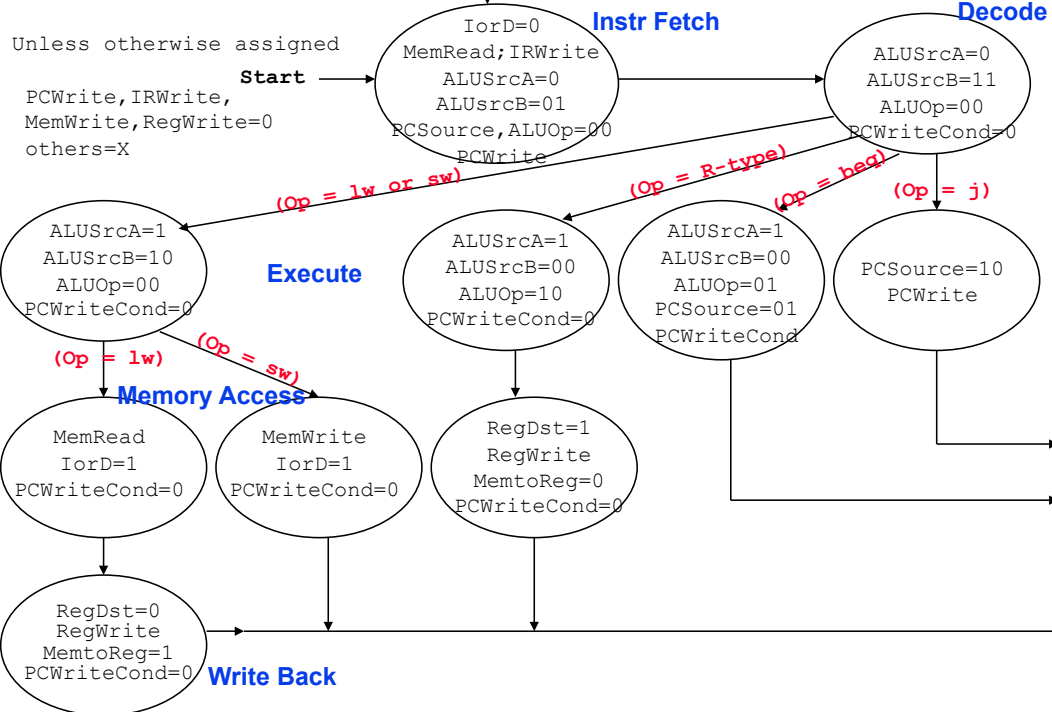 Instr Fetch
Decode
Unless otherwise assigned
PCWrite,IRWrite,
MemWrite,RegWrite=0
others=X
Start
IorD=0
MemRead;IRWrite
ALUSrcA=0
ALUsrcB=01
PCSource,ALUOp=00
PCWrite
ALUSrcA=0
ALUSrcB=11
ALUOp=00
PCWriteCond=0
(Op = lw or sw)
(Op = R-type)
(Op = beq)
(Op = j)
Execute
ALUSrcA=1
ALUSrcB=10
ALUOp=00
PCWriteCond=0
ALUSrcA=1
ALUSrcB=00
ALUOp=10
PCWriteCond=0
ALUSrcA=1
ALUSrcB=00
ALUOp=01
PCSource=01
PCWriteCond
PCSource=10
PCWrite
(Op = lw)
(Op = sw)
Memory Access
MemRead
IorD=1
PCWriteCond=0
MemWrite
IorD=1
PCWriteCond=0
RegDst=1
RegWrite
MemtoReg=0
PCWriteCond=0
RegDst=0
RegWrite
MemtoReg=1
PCWriteCond=0
Write Back